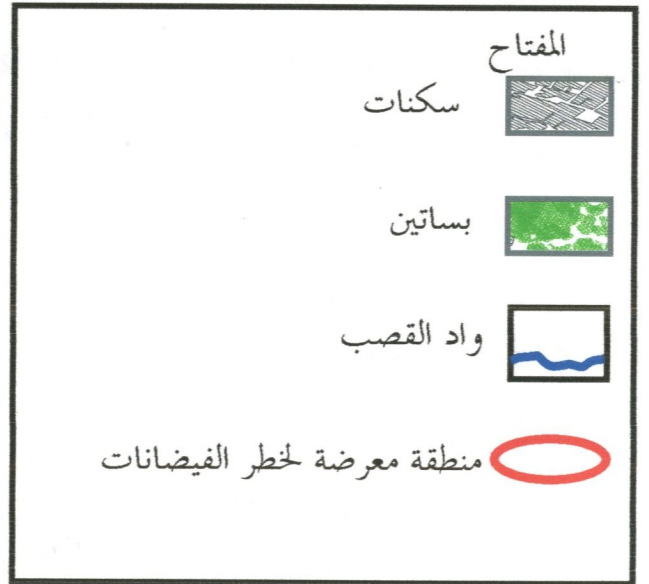 المفتاح
سكنات
بساتين
واد القصب
منطقة معرضة لخطر الفيضانات